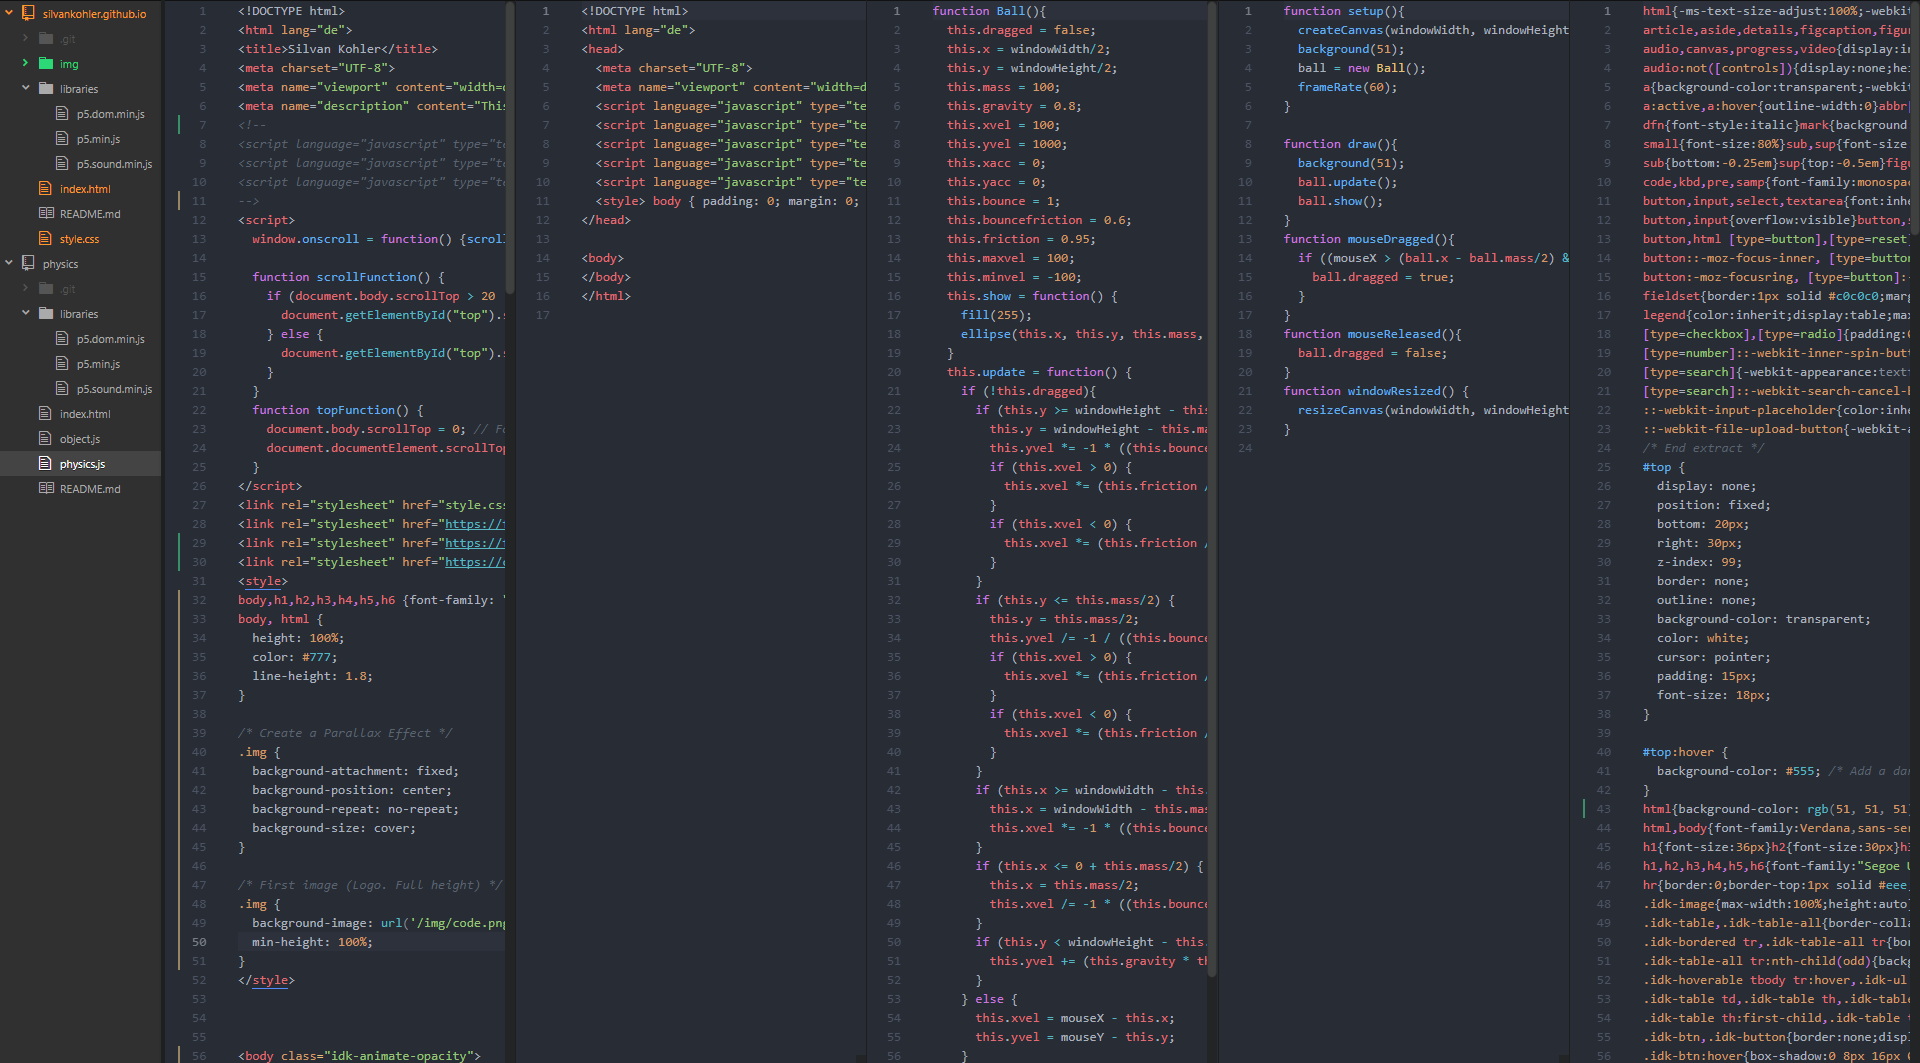 silvankohler.github.io
.git
img
libraries
p5.dom.min.js
p5.min.js
p5.sound.min.js
index.html
README.md
style.css
physics
.git
libraries
p5.dom.min.js
p5.min.js
p5.sound.min.js
index.html
object.js
physics.js
README.md
1 <!DOCTYPE html>
2 <html lang="de">
3 <title>Silvan Kohler</title>
4 <meta charset="UTF-8">
5 <meta name="viewport" content="width=
6 <meta name="description" content="This
7 <!--
8 <script language="javascript" type="te
9 <script language="javascript" type="te
10 <script language="javascript" type="te
11 -->
12 <script>
13 window.onscroll = function() {scrol
14
15 function scrollFunction() {
16 if (document.body.scrollTop > 20
17 document.getElementById("top").
18 } else {
19 document.getElementById("top").
20 }
21 }
22 function topFunction() {
23 document.body.scrollTop = 0; // Fo
24 document.documentElement.scrollTop
25 }
26 </script>
27 <link rel="stylesheet" href="style.css
28 <link rel="stylesheet" href="https://f
29 <link rel="stylesheet" href="https://f
30 <link rel="stylesheet" href="https://c
31 <style>
32 body,h1,h2,h3,h4,h5,h6 {font-family: "
33 body, html {
34 height: 100%;
35 color: #777;
36 line-height: 1.8;
37 }
38
39 /* Create a Parallax Effect */
40 .img {
41 background-attachment: fixed;
42 background-position: center;
43 background-repeat: no-repeat;
44 background-size: cover;
45 }
46
47 /* First image (Logo. Full height) */
48 .img {
49 background-image: url('/img/code.png
50 min-height: 100%;
51 }
52 </style>
53
54
55
56 <body class="idk-animate-opacity">
1 <!DOCTYPE html>
2 <html lang="de">
3 <head>
4 <meta charset="UTF-8">
5 <meta name="viewport" content="width=d
6 <script language="javascript" type="te
7 <script language="javascript" type="te
8 <script language="javascript" type="te
9 <script language="javascript" type="te
10 <script language="javascript" type="te
11 <style> body { padding: 0; margin: 0;
12 </head>
13
14 <body>
15 </body>
16 </html>
17
1 function Ball(){
2 this.dragged = false;
3 this.x = windowWidth/2;
4 this.y = windowHeight/2;
5 this.mass = 100;
6 this.gravity = 0.8;
7 this.xvel = 100;
8 this.yvel = 1000;
9 this.xacc = 0;
10 this.yacc = 0;
11 this.bounce = 1;
12 this.bouncefriction = 0.6;
13 this.friction = 0.95;
14 this.maxvel = 100;
15 this.minvel = -100;
16 this.show = function() {
17 fill(255);
18 ellipse(this.x, this.y, this.mass,
19 }
20 this.update = function() {
21 if (!this.dragged){
22 if (this.y >= windowHeight - this
23 this.y = windowHeight - this.ma
24 this.yvel *= -1 * ((this.bounce
25 if (this.xvel > 0) {
26 this.xvel *= (this.friction /
27 }
28 if (this.xvel < 0) {
29 this.xvel *= (this.friction /
30 }
31 }
32 if (this.y <= this.mass/2) {
33 this.y = this.mass/2;
34 this.yvel /= -1 / ((this.bounce
35 if (this.xvel > 0) {
36 this.xvel *= (this.friction /
37 }
38 if (this.xvel < 0) {
39 this.xvel *= (this.friction /
40 }
41 }
42 if (this.x >= windowWidth - this.
43 this.x = windowWidth - this.mas
44 this.xvel *= -1 * ((this.bounce
45 }
46 if (this.x <= 0 + this.mass/2) {
47 this.x = this.mass/2;
48 this.xvel /= -1 * ((this.bounce
49 }
50 if (this.y < windowHeight - this.
51 this.yvel += (this.gravity * th
52 }
53 } else {
54 this.xvel = mouseX - this.x;
55 this.yvel = mouseY - this.y;
56 }
1 function setup(){
2 createCanvas(windowWidth, windowHeight
3 background(51);
4 ball = new Ball();
5 frameRate(60);
6 }
7
8 function draw(){
9 background(51);
10 ball.update();
11 ball.show();
12 }
13 function mouseDragged(){
14 if ((mouseX > (ball.x - ball.mass/2) &
15 ball.dragged = true;
16 }
17 }
18 function mouseReleased(){
19 ball.dragged = false;
20 }
21 function windowResized() {
22 resizeCanvas(windowWidth, windowHeight
23 }
24
1 html{-ms-text-size-adjust:100%;-webkit
2 article,aside,details,figcaption,figur
3 audio,canvas,progress,video{display:in
4 audio:not([controls]){display:none;hei
5 a{background-color:transparent;-webkit
6 a:active,a:hover{outline-width:0}abbr[
7 dfn{font-style:italic}mark{background
8 small{font-size:80%}sub,sup{font-size
9 sub{bottom:-0.25em}sup{top:-0.5em}figu
10 code,kbd,pre,samp{font-family:monospac
11 button,input,select,textarea{font:inhe
12 button,input{overflow:visible}button,s
13 button,html [type=button],[type=reset]
14 button::-moz-focus-inner, [type=button
15 button:-moz-focusring, [type=button]:-
16 fieldset{border:1px solid #c0c0c0;marg
17 legend{color:inherit;display:table;max
18 [type=checkbox],[type=radio]{padding:0
19 [type=number]::-webkit-inner-spin-butt
20 [type=search]{-webkit-appearance:textf
21 [type=search]::-webkit-search-cancel-b
22 ::-webkit-input-placeholder{color:inhe
23 ::-webkit-file-upload-button{-webkit-a
24 /* End extract */
25 #top {
26 display: none;
27 position: fixed;
28 bottom: 20px;
29 right: 30px;
30 z-index: 99;
31 border: none;
32 outline: none;
33 background-color: transparent;
34 color: white;
35 cursor: pointer;
36 padding: 15px;
37 font-size: 18px;
38 }
39
40 #top:hover {
41 background-color: #555; /* Add a da
42 }
43 html{background-color: rgb(51, 51, 51
44 html,body{font-family:Verdana,sans-ser
45 h1{font-size:36px}h2{font-size:30px}h3
46 h1,h2,h3,h4,h5,h6{font-family:"Segoe U
47 hr{border:0;border-top:1px solid #eee
48 .idk-image{max-width:100%;height:auto}
49 .idk-table,.idk-table-all{border-colla
50 .idk-bordered tr,.idk-table-all tr{bor
51 .idk-table-all tr:nth-child(odd){backg
52 .idk-hoverable tbody tr:hover,.idk-ul
53 .idk-table td,.idk-table th,.idk-table
54 .idk-table th:first-child,.idk-table t
55 .idk-btn,.idk-button{border:none;displ
56 .idk-btn:hover{box-shadow:0 8px 16px 0